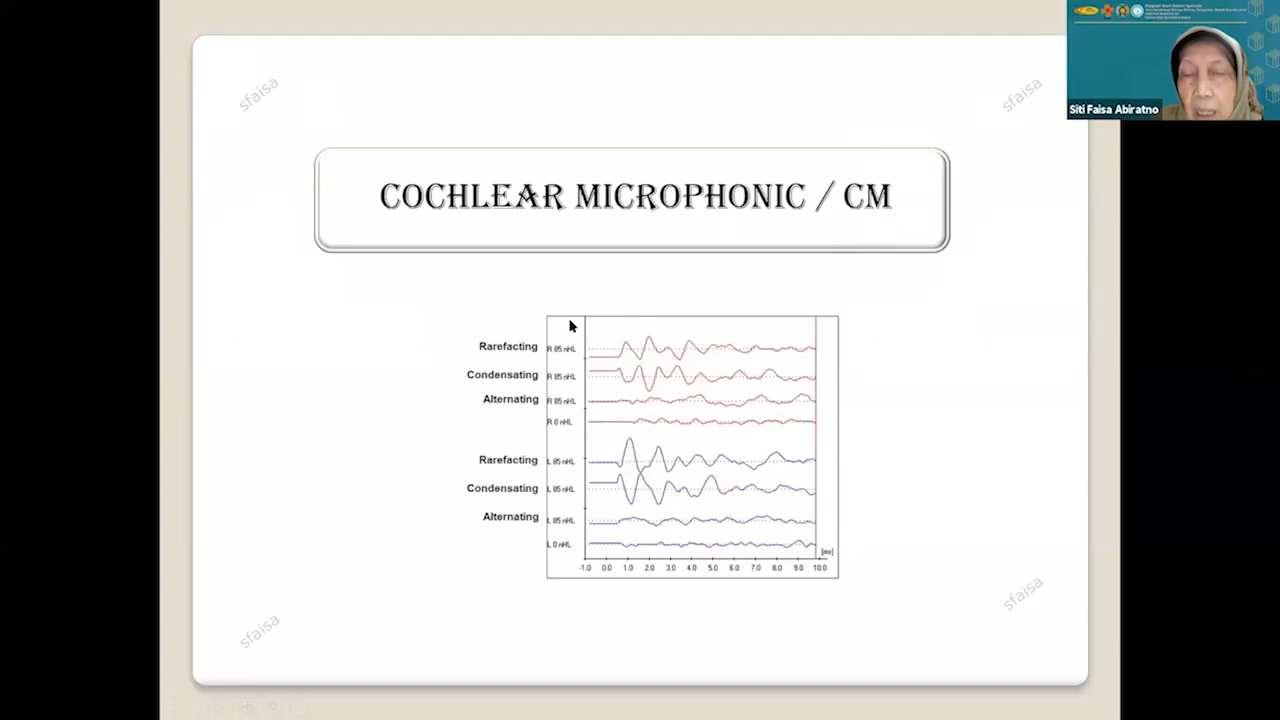 Siti Faisa Abiratno
sfaisa
sfaisa
COCHLEAR MICROPHONIC / CM
Rarefacting R 85 nHL
Condensating R 85 nHL
Alternating R 85 nHL
R 0 nHL
Rarefacting L 85 nHL
Condensating L 85 nHL
Alternating L 85 nHL
L 0 nHL
[ms]
-1.0 0.0 1.0 2.0 3.0 4.0 5.0 6.0 7.0 8.0 9.0 10.0
sfaisa
sfaisa